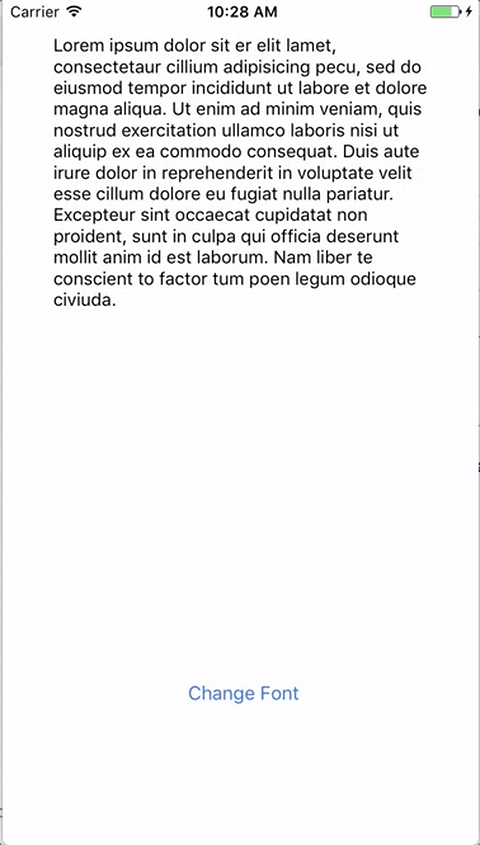 Carrier 10:28 AM
Lorem ipsum dolor sit er elit lamet,
consectetaur cillium adipisicing pecu, sed do
eiusmod tempor incididunt ut labore et dolore
magna aliqua. Ut enim ad minim veniam, quis
nostrud exercitation ullamco laboris nisi ut
aliquip ex ea commodo consequat. Duis aute
irure dolor in reprehenderit in voluptate velit
esse cillum dolore eu fugiat nulla pariatur.
Excepteur sint occaecat cupidatat non
proident, sunt in culpa qui officia deserunt
mollit anim id est laborum. Nam liber te
conscient to factor tum poen legum odioque
civiuda.
Change Font